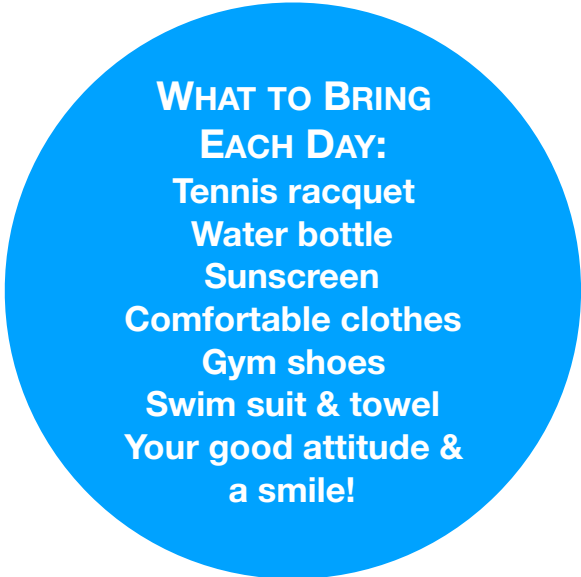 WHAT TO BRING
EACH DAY:
Tennis racquet
Water bottle
Sunscreen
Comfortable clothes
Gym shoes
Swim suit & towel
Your good attitude &
a smile!